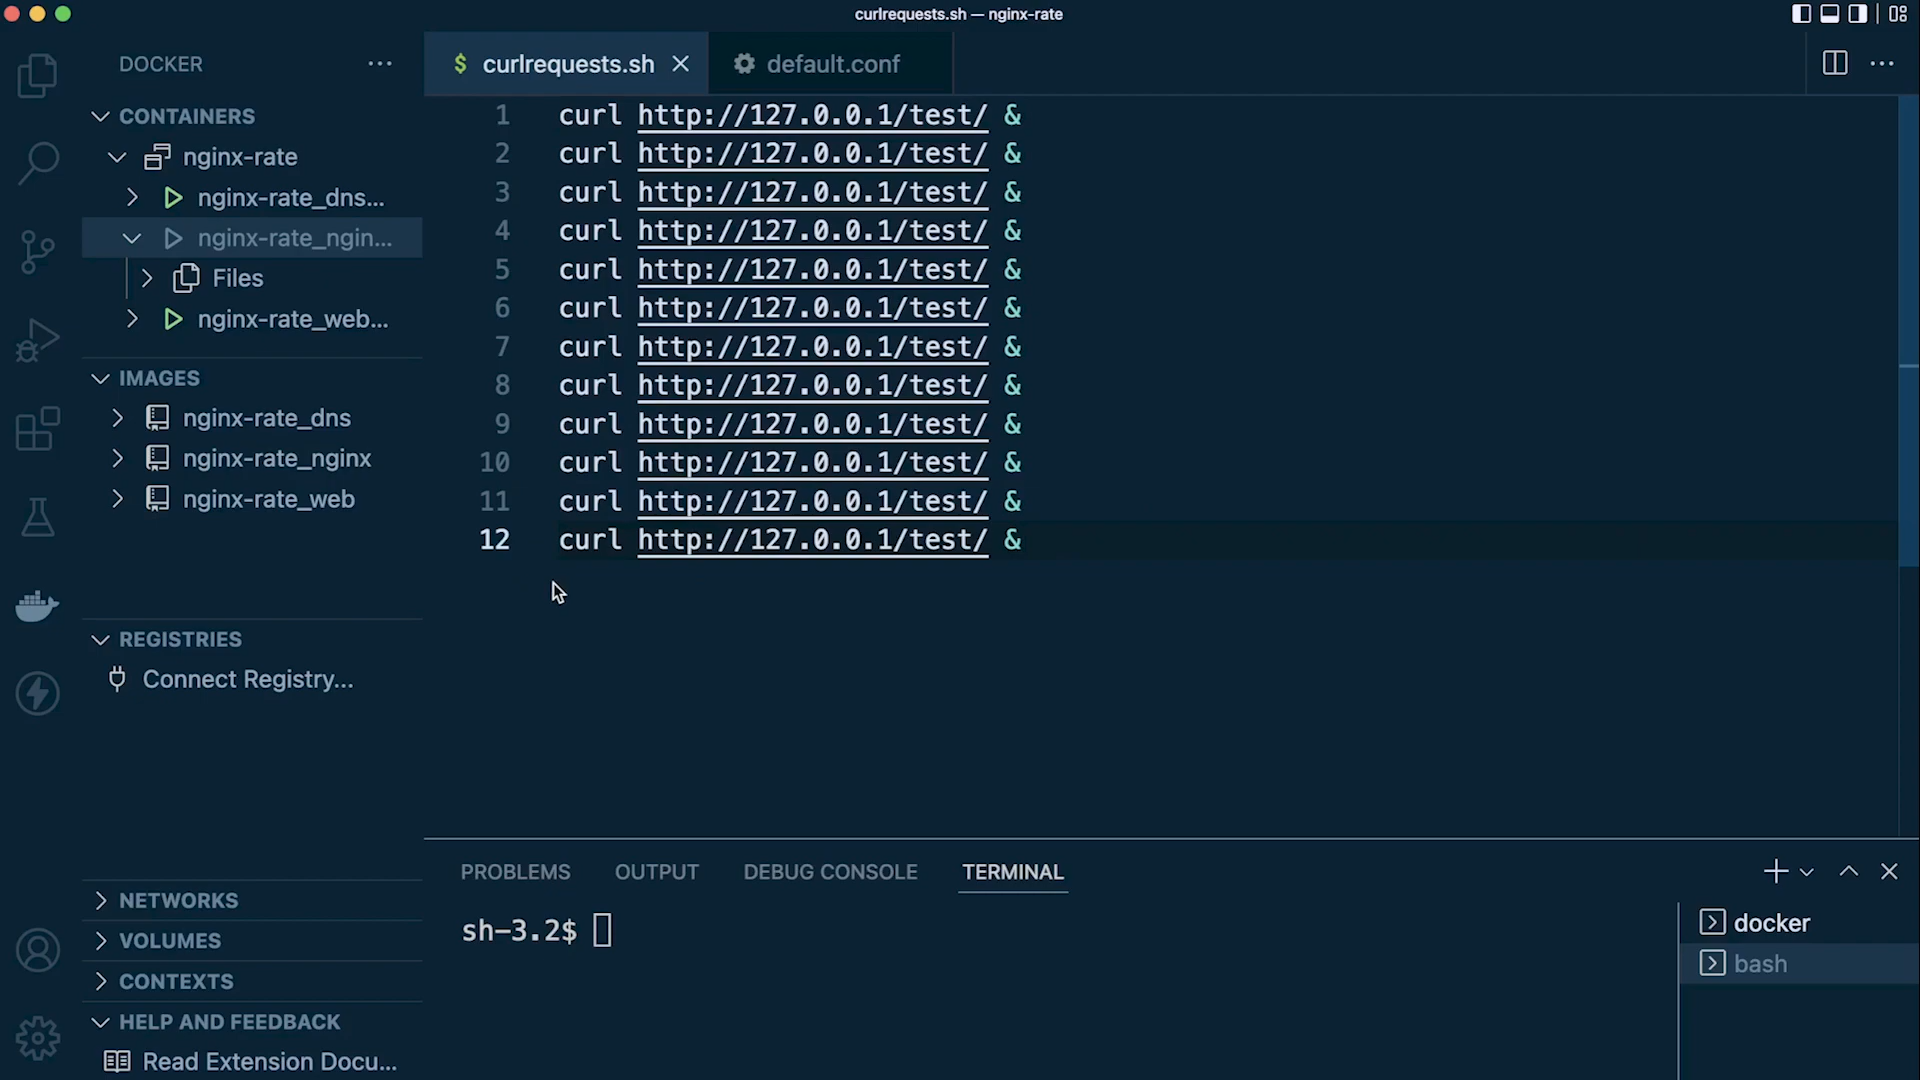 curlrequests.sh — nginx-rate
DOCKER
CONTAINERS
nginx-rate
nginx-rate_dns...
nginx-rate_ngin...
Files
nginx-rate_web...
IMAGES
nginx-rate_dns
nginx-rate_nginx
nginx-rate_web
REGISTRIES
Connect Registry...
NETWORKS
VOLUMES
CONTEXTS
HELP AND FEEDBACK
Read Extension Docu...
$ curlrequests.sh
default.conf
1 curl http://127.0.0.1/test/ &
2 curl http://127.0.0.1/test/ &
3 curl http://127.0.0.1/test/ &
4 curl http://127.0.0.1/test/ &
5 curl http://127.0.0.1/test/ &
6 curl http://127.0.0.1/test/ &
7 curl http://127.0.0.1/test/ &
8 curl http://127.0.0.1/test/ &
9 curl http://127.0.0.1/test/ &
10 curl http://127.0.0.1/test/ &
11 curl http://127.0.0.1/test/ &
12 curl http://127.0.0.1/test/ &
PROBLEMS OUTPUT DEBUG CONSOLE TERMINAL
sh-3.2$
docker
bash